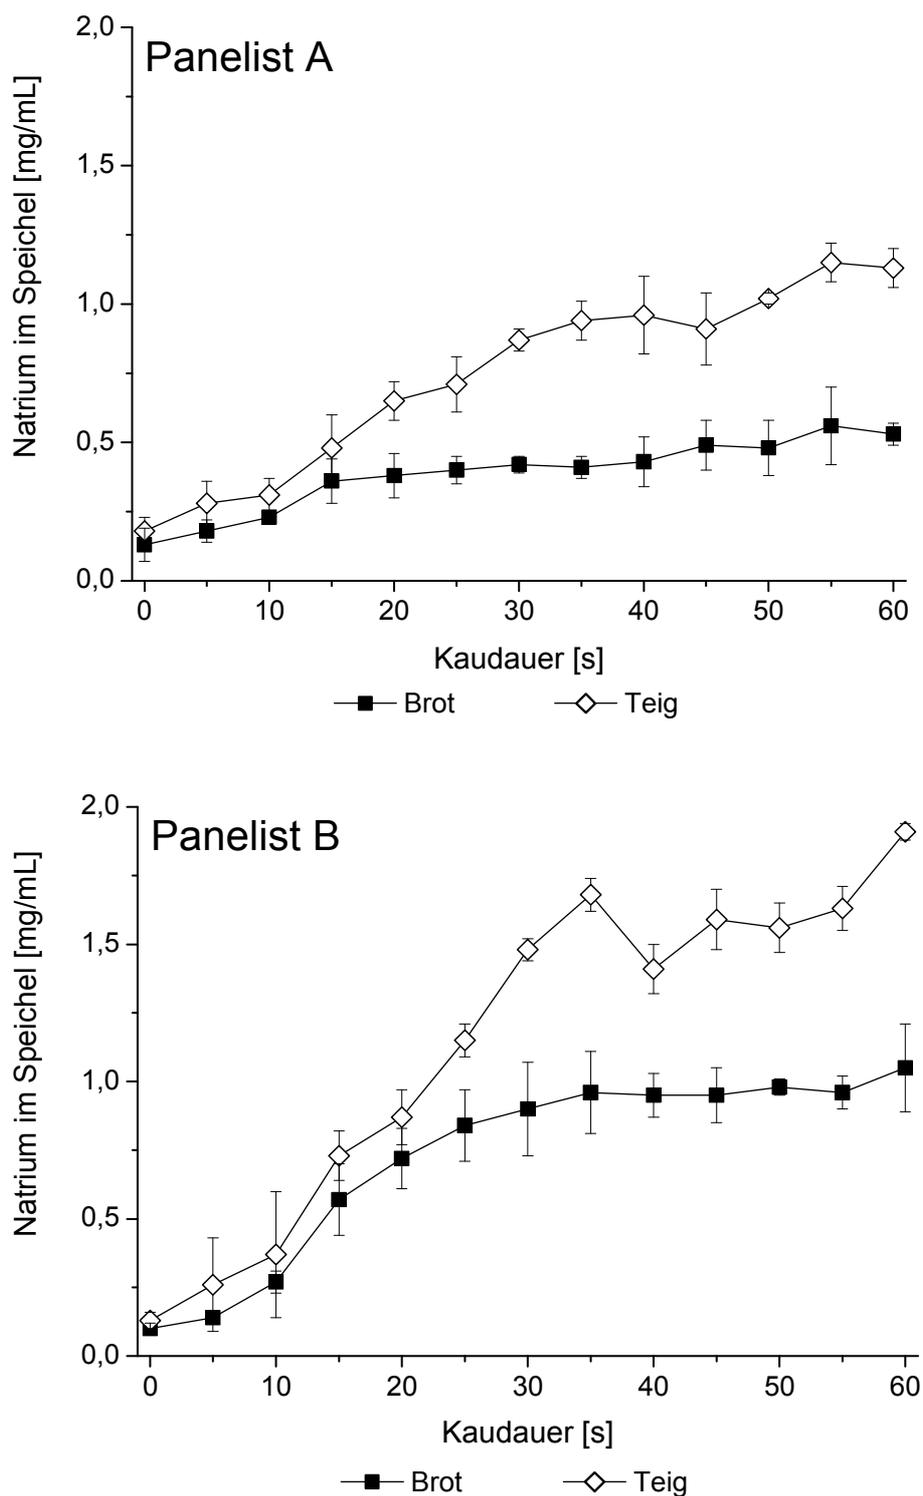 Panelist A
Natrium im Speichel [mg/mL]
2,0
1,5
1,0
0,5
0,0
0 10 20 30 40 50 60
Kaudauer [s]
Brot Teig
Panelist B
Natrium im Speichel [mg/mL]
2,0
1,5
1,0
0,5
0,0
0 10 20 30 40 50 60
Kaudauer [s]
Brot Teig